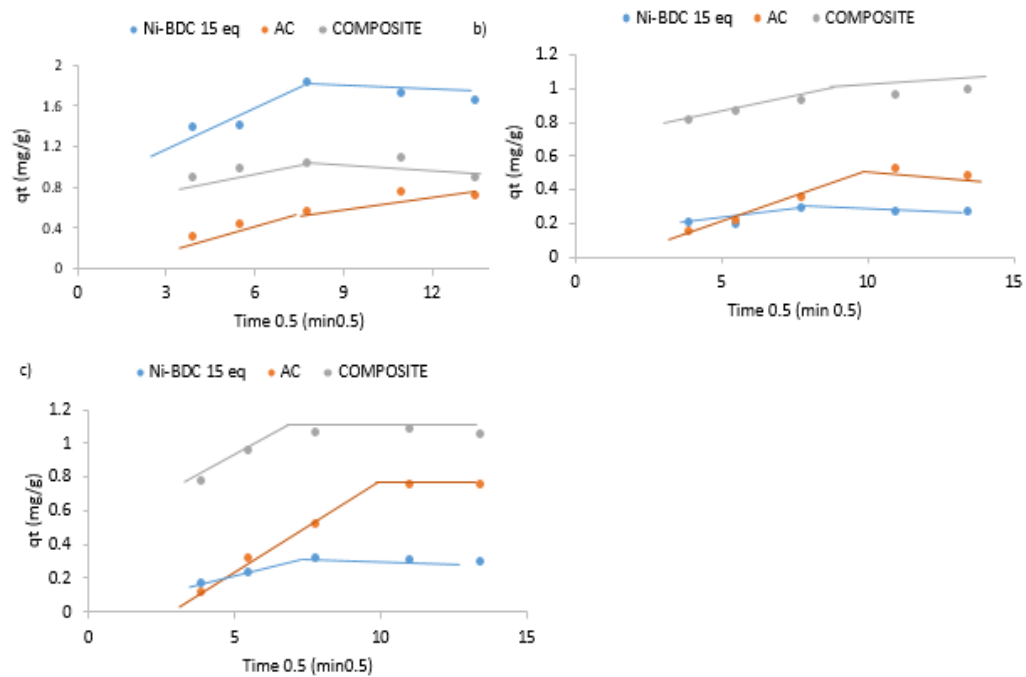 Ni-BDC 15 eq AC COMPOSITE
2
1.6
1.2
0.8
0.4
0
qt (mg/g)
0 3 6 9 12
Time 0.5 (min0.5)
b)
Ni-BDC 15 eq AC COMPOSITE
1.2
1
0.8
0.6
0.4
0.2
0
qt (mg/g)
0 5 10 15
Time 0.5 (min 0.5)
c)
Ni-BDC 15 eq AC COMPOSITE
1.2
1
0.8
0.6
0.4
0.2
0
qt (mg/g)
0 5 10 15
Time 0.5 (min0.5)